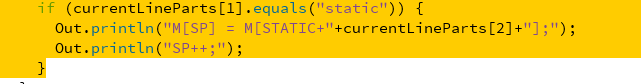 if (currentLineParts[1].equals("static")) {
Out.println("M[SP] = M[STATIC+"+currentLineParts[2]+"];");
Out.println("SP++;");
}